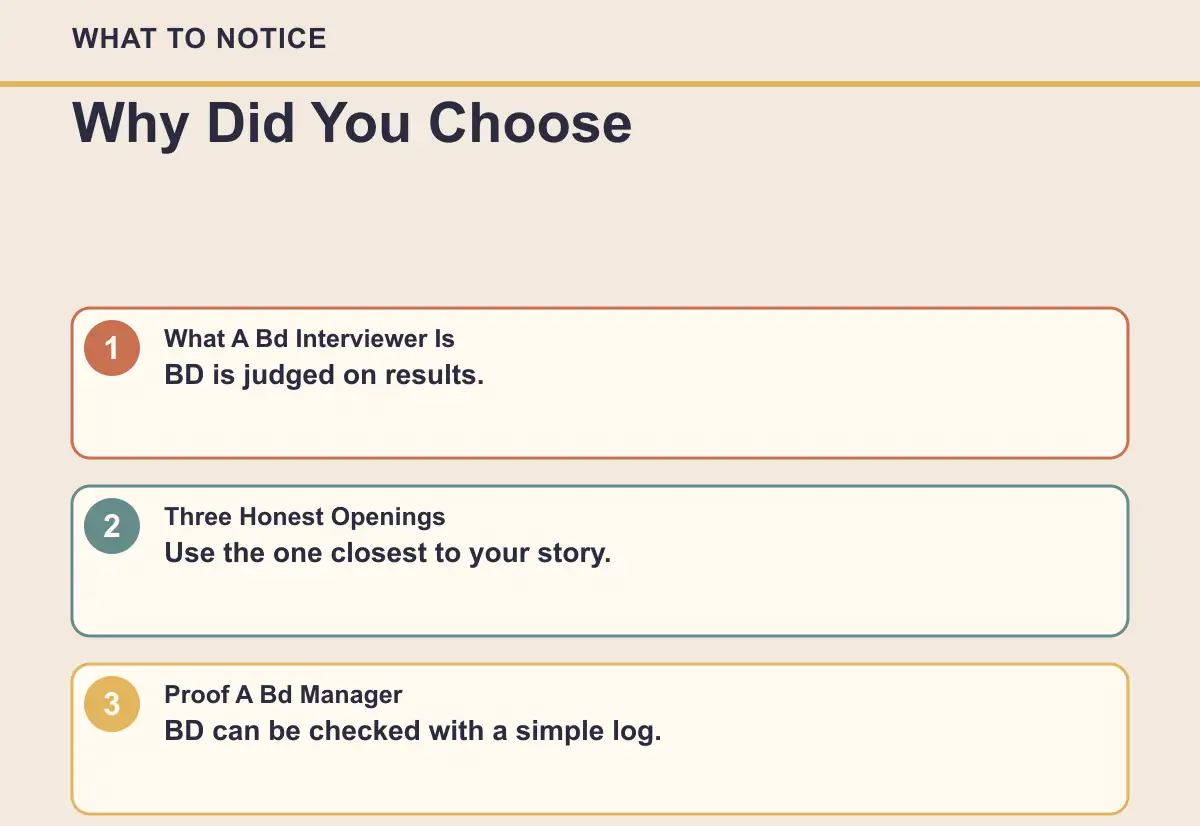 WHAT TO NOTICE
Why Did You Choose
1
What A Bd Interviewer Is
BD is judged on results.
2
Three Honest Openings
Use the one closest to your story.
3
Proof A Bd Manager
BD can be checked with a simple log.